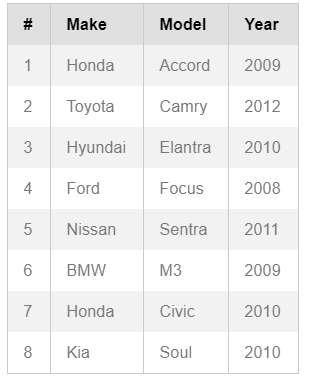 # Make Model Year
1 Honda Accord 2009
2 Toyota Camry 2012
3 Hyundai Elantra 2010
4 Ford Focus 2008
5 Nissan Sentra 2011
6 BMW M3 2009
7 Honda Civic 2010
8 Kia Soul 2010